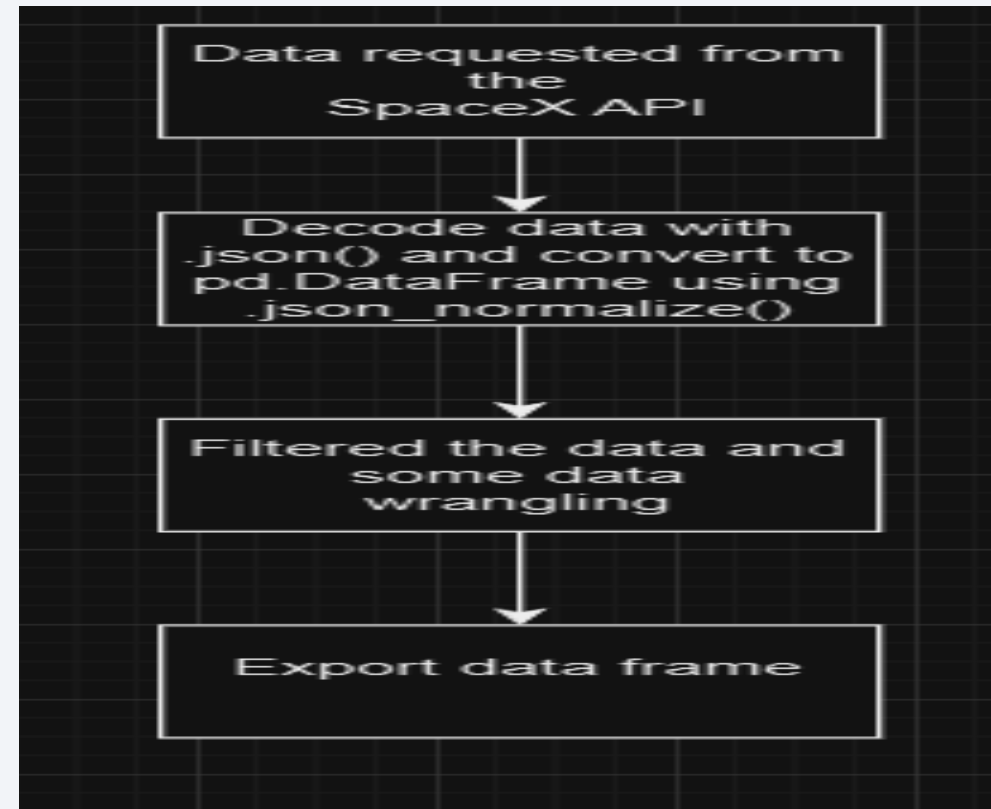 Data requested from
the
SpaceX API
Decode data with
.json() and convert to
pd.DataFrame using
.json_normalize()
Filtered the data and
some data
wrangling
Export data frame